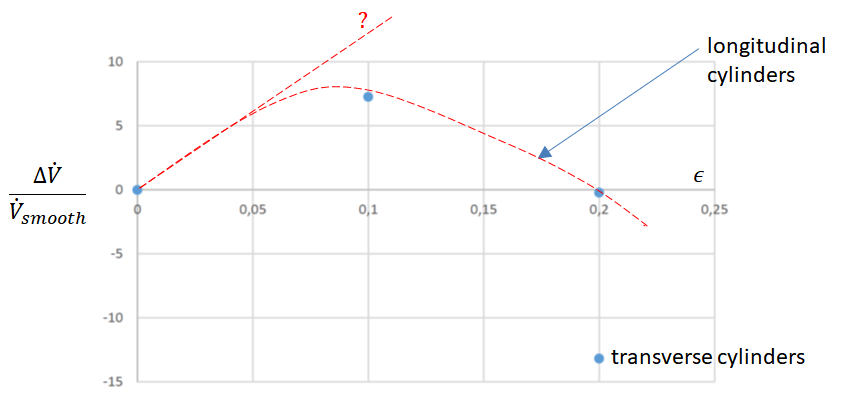 ?
10
longitudinal
cylinders
5
ΔV̇
V̇smooth
0
ϵ
0 0,05 0,1 0,15 0,2 0,25
-5
-10
transverse cylinders
-15